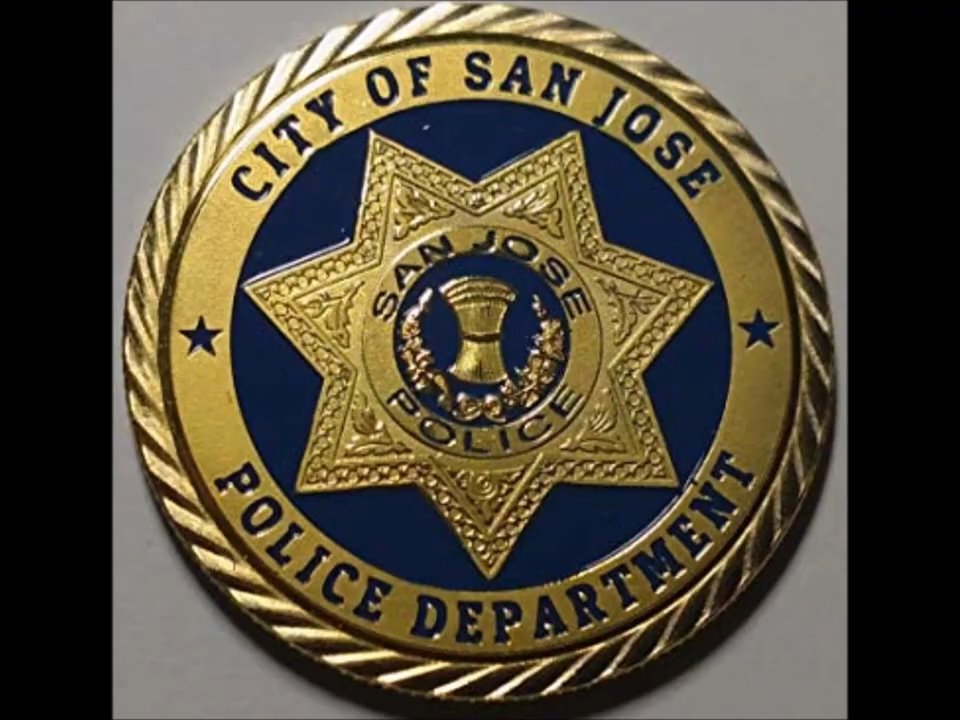 CITY OF SAN JOSE
SAN JOSE
POLICE
POLICE DEPARTMENT